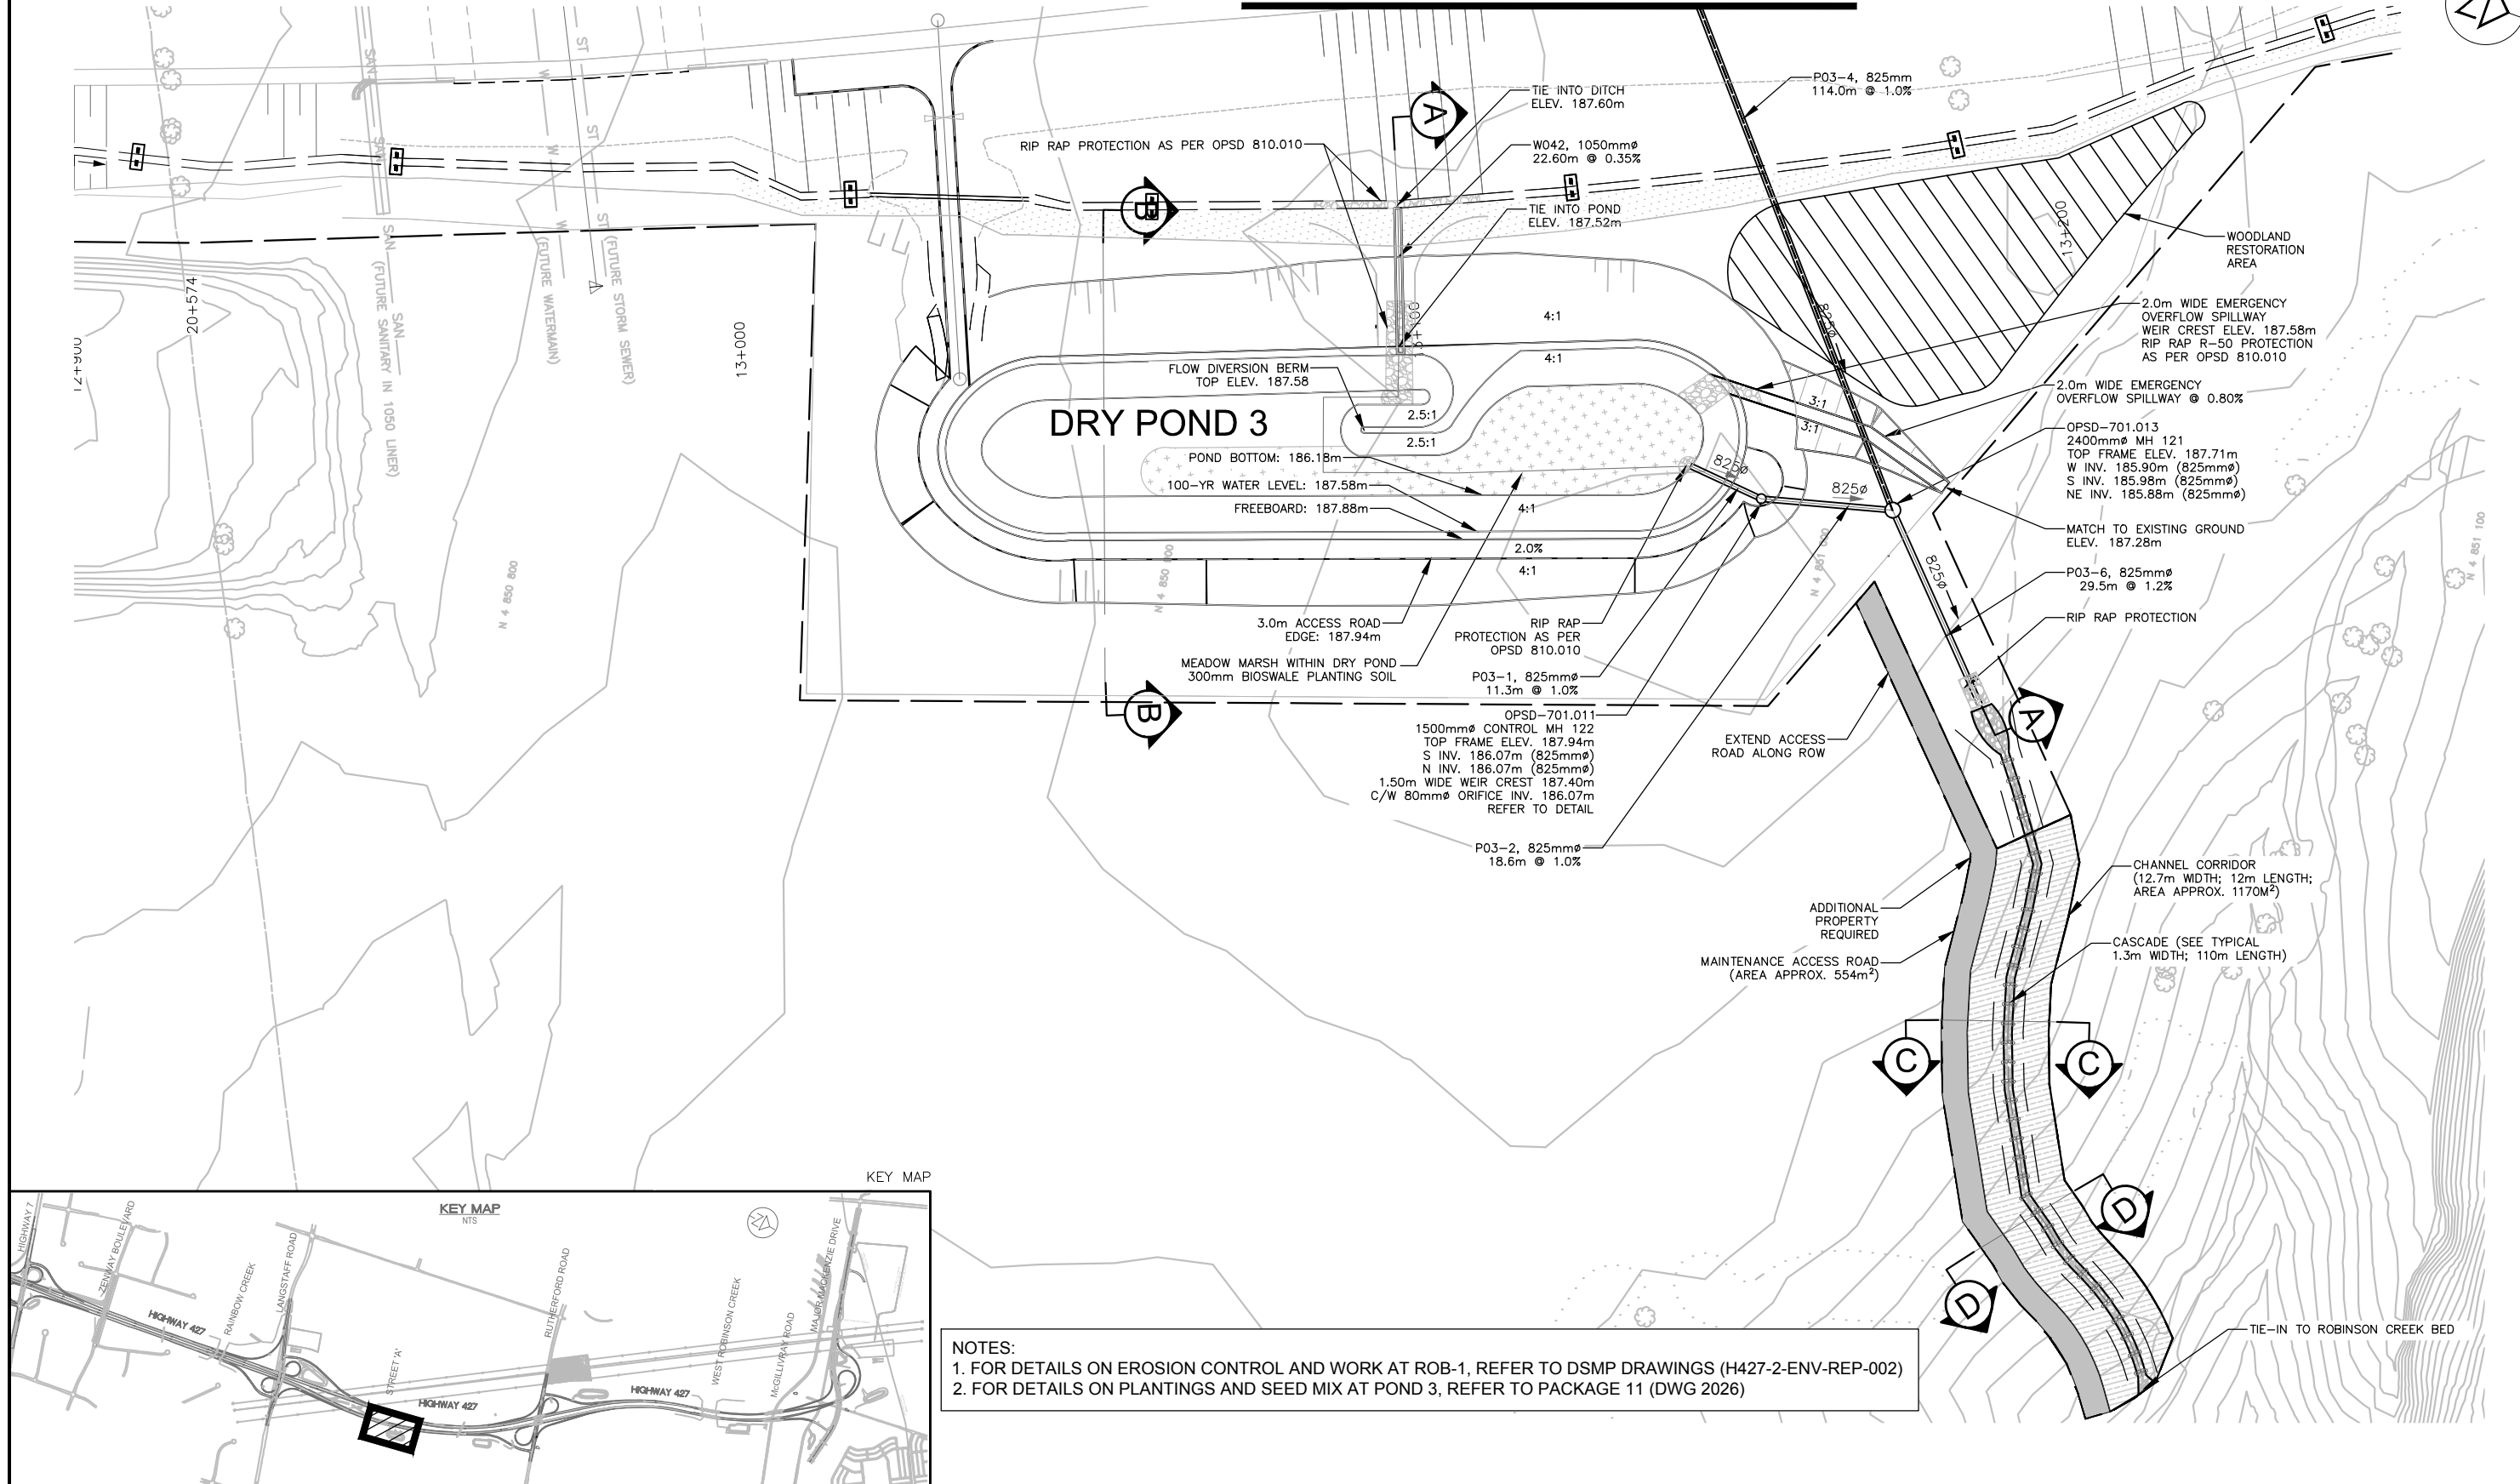 TIE INTO DITCH
ELEV. 187.60m
P03-4, 825mm
114.0m @ 1.0%
A
RIP RAP PROTECTION AS PER OPSD 810.010
W042, 1050mmø
22.60m @ 0.35%
B
TIE INTO POND
ELEV. 187.52m
SAN
SAN
SAN
SAN
SAN
(FUTURE SANITARY IN 1050 LINER)
W
W
W
W
(FUTURE WATERMAIN)
ST
ST
ST
(FUTURE STORM SEWER)
20+574
13+000
13+200
WOODLAND
RESTORATION
AREA
2.0m WIDE EMERGENCY
OVERFLOW SPILLWAY
WEIR CREST ELEV. 187.58m
RIP RAP R-50 PROTECTION
AS PER OPSD 810.010
825ø
4:1
4:1
FLOW DIVERSION BERM
TOP ELEV. 187.58
2.0m WIDE EMERGENCY
OVERFLOW SPILLWAY @ 0.80%
3:1
3:1
DRY POND 3
2.5:1
2.5:1
OPSD-701.013
2400mmø MH 121
TOP FRAME ELEV. 187.71m
W INV. 185.90m (825mmø)
S INV. 185.98m (825mmø)
NE INV. 185.88m (825mmø)
POND BOTTOM: 186.18m
825ø
825ø
100-YR WATER LEVEL: 187.58m
FREEBOARD: 187.88m
4:1
MATCH TO EXISTING GROUND
ELEV. 187.28m
2.0%
4:1
N 4 850 800
N 4 851 100
825ø
P03-6, 825mmø
29.5m @ 1.2%
RIP RAP PROTECTION
3.0m ACCESS ROAD
EDGE: 187.94m
RIP RAP
PROTECTION AS PER
OPSD 810.010
MEADOW MARSH WITHIN DRY POND
300mm BIOSWALE PLANTING SOIL
P03-1, 825mmø
11.3m @ 1.0%
B
A
OPSD-701.011
1500mmø CONTROL MH 122
TOP FRAME ELEV. 187.94m
S INV. 186.07m (825mmø)
N INV. 186.07m (825mmø)
1.50m WIDE WEIR CREST 187.40m
C/W 80mmø ORIFICE INV. 186.07m
REFER TO DETAIL
EXTEND ACCESS
ROAD ALONG ROW
P03-2, 825mmø
18.6m @ 1.0%
CHANNEL CORRIDOR
(12.7m WIDTH; 12m LENGTH;
AREA APPROX. 1170M²)
ADDITIONAL
PROPERTY
REQUIRED
CASCADE (SEE TYPICAL
1.3m WIDTH; 110m LENGTH)
MAINTENANCE ACCESS ROAD
(AREA APPROX. 554m²)
C
C
D
D
TIE-IN TO ROBINSON CREEK BED
KEY MAP
KEY MAP
NTS
HIGHWAY 7
ZENWAY BOULEVARD
RAINBOW CREEK
LANGSTAFF ROAD
HIGHWAY 427
STREET 'A'
HIGHWAY 427
RUTHERFORD ROAD
HIGHWAY 427
WEST ROBINSON CREEK
McGILLIVRAY ROAD
MAJOR MACKENZIE DRIVE
NOTES:
1. FOR DETAILS ON EROSION CONTROL AND WORK AT ROB-1, REFER TO DSMP DRAWINGS (H427-2-ENV-REP-002)
2. FOR DETAILS ON PLANTINGS AND SEED MIX AT POND 3, REFER TO PACKAGE 11 (DWG 2026)